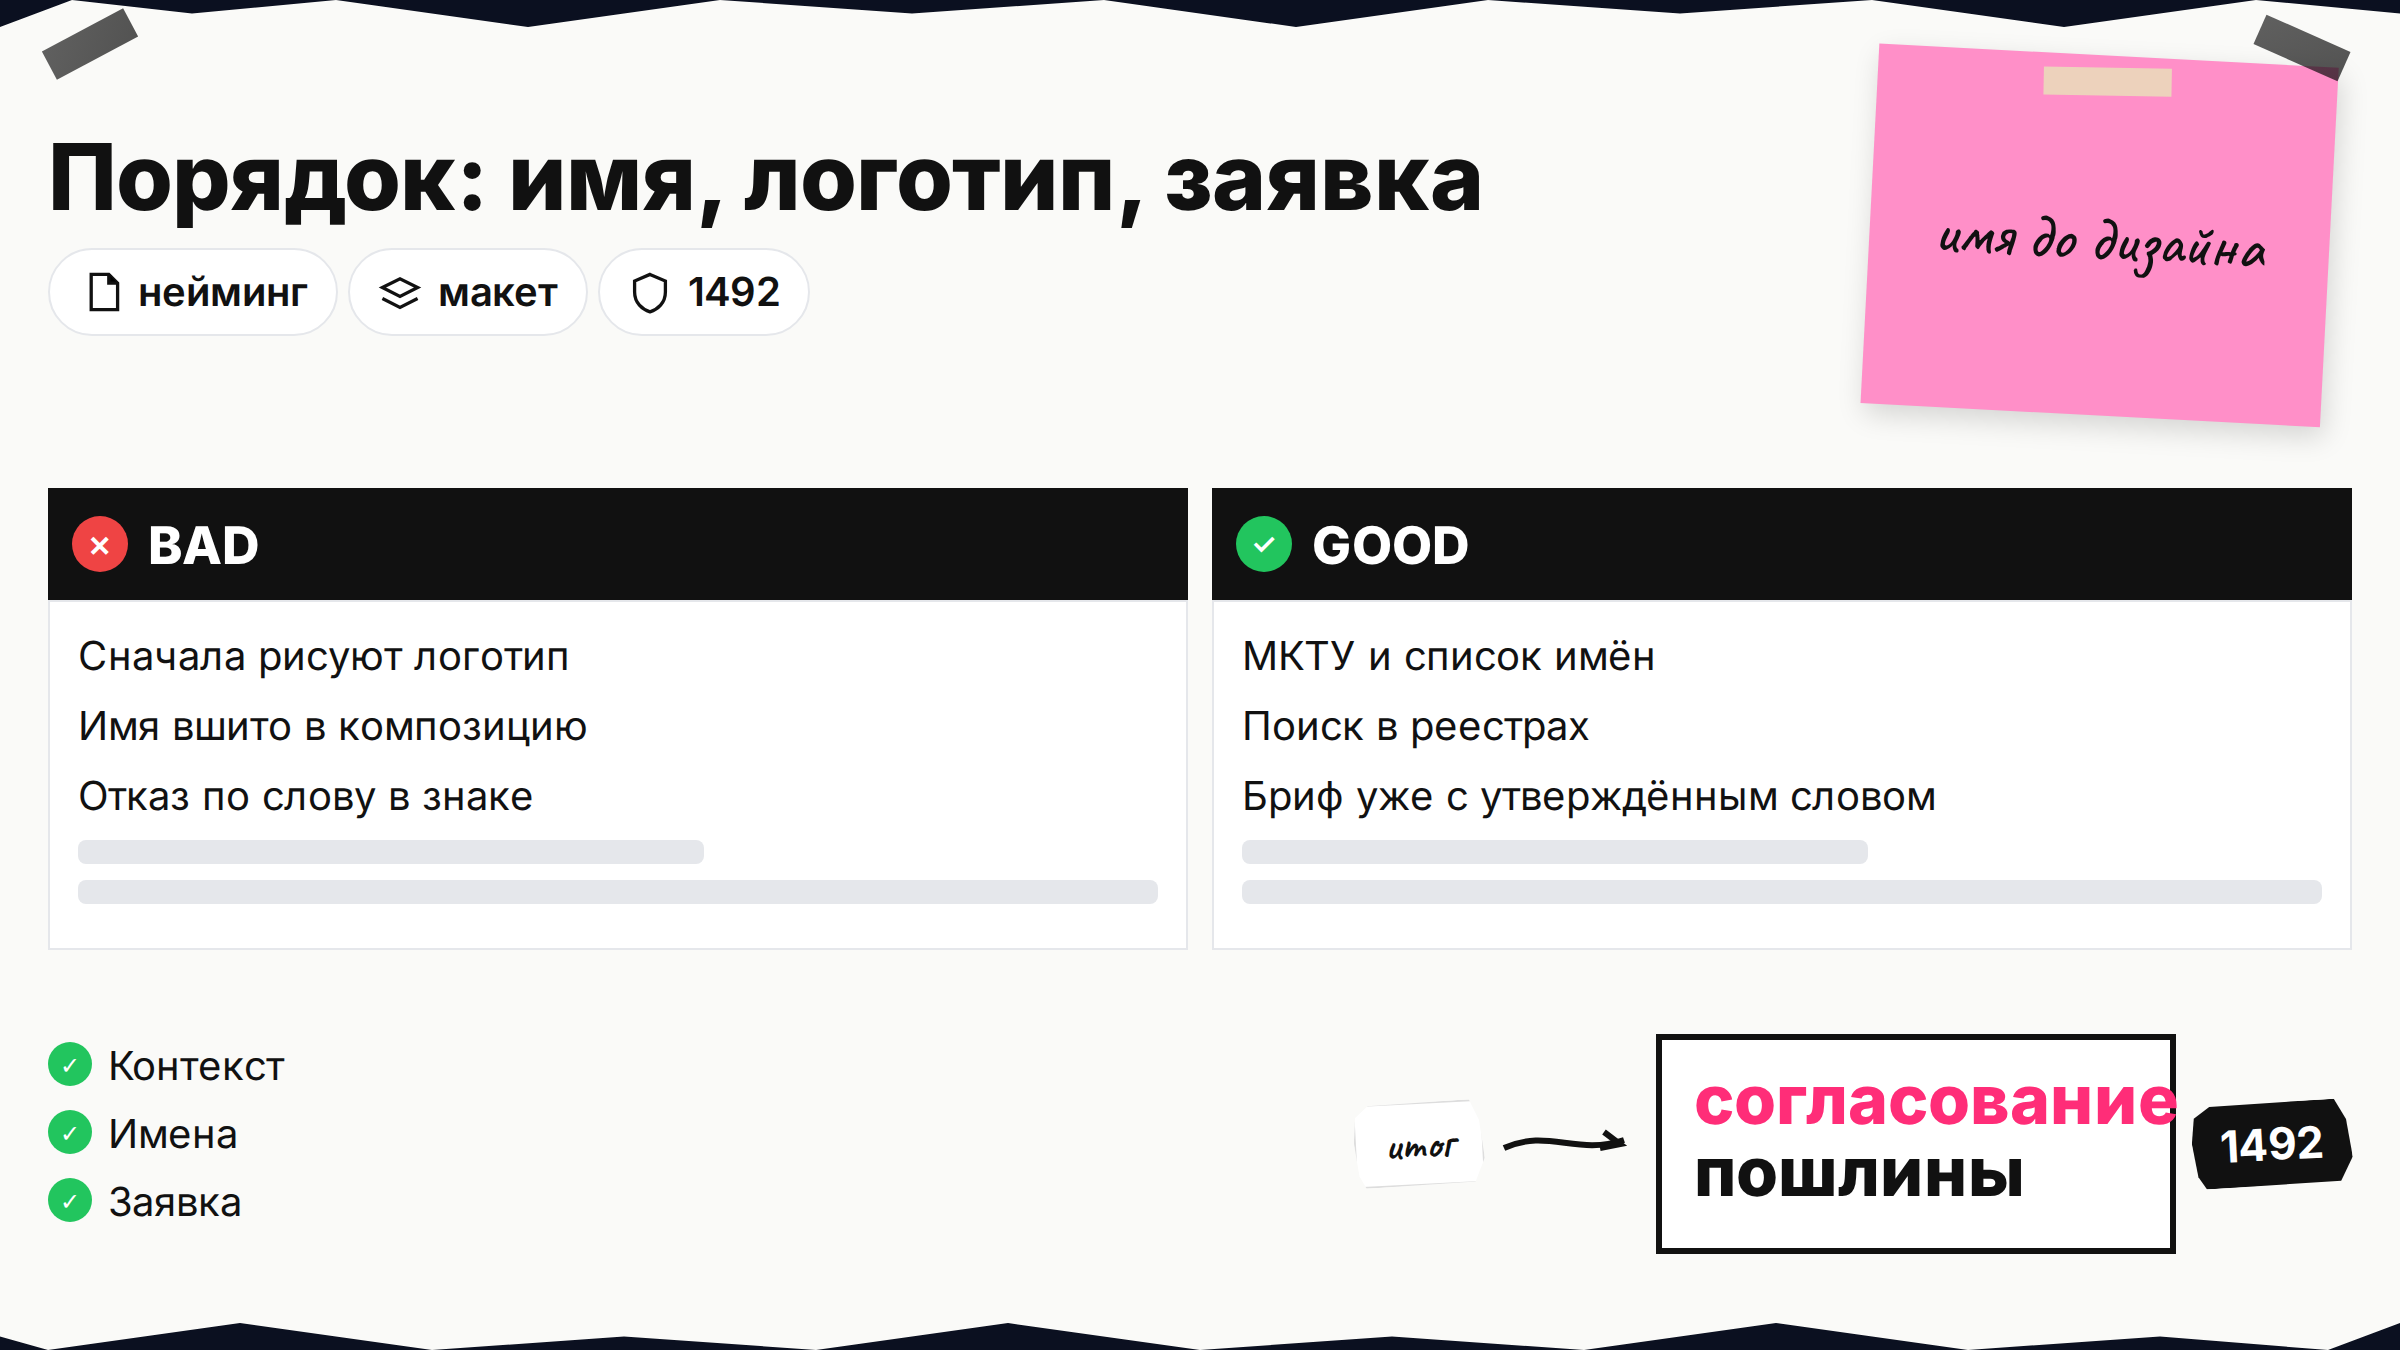 Порядок: имя, логотип, заявка
нейминг
макет
1492
имя до дизайна
BAD
Сначала рисуют логотип
Имя вшито в композицию
Отказ по слову в знаке
GOOD
МКТУ и список имён
Поиск в реестрах
Бриф уже с утверждённым словом
Контекст
Имена
Заявка
итог
согласование
пошлины
1492